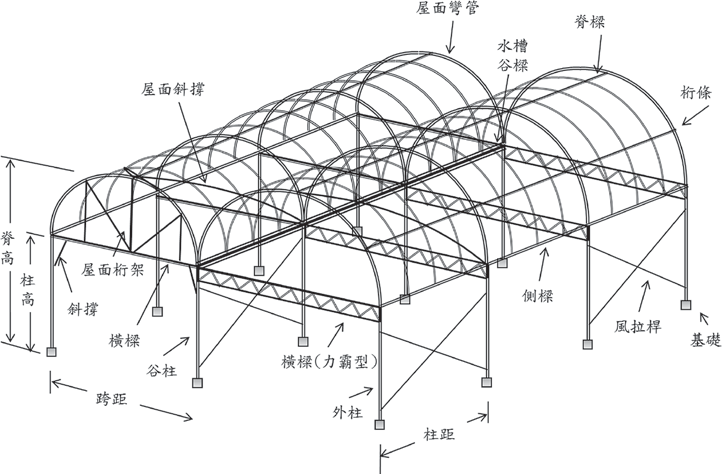 屋面彎管
脊樑
水槽
谷樑
屋面斜撐
桁條
脊高
柱高
屋面桁架
斜撐
橫樑
谷柱
橫樑(力霸型)
側樑
風拉桿
基礎
跨距
外柱
柱距